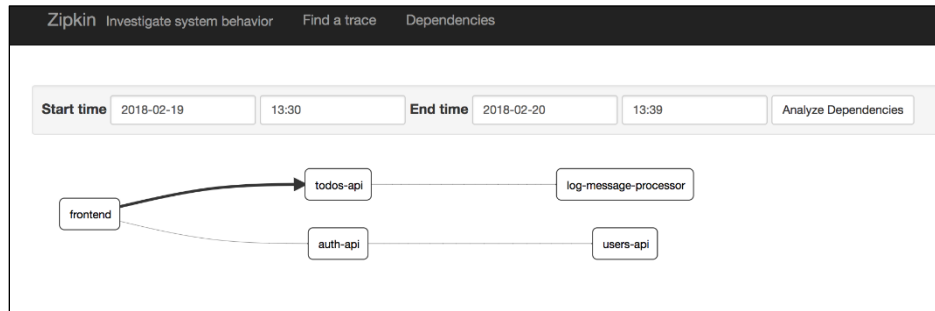 Zipkin Investigate system behavior Find a trace Dependencies
Start time 2018-02-19 13:30 End time 2018-02-20 13:39 Analyze Dependencies
todos-api log-message-processor
frontend
auth-api users-api